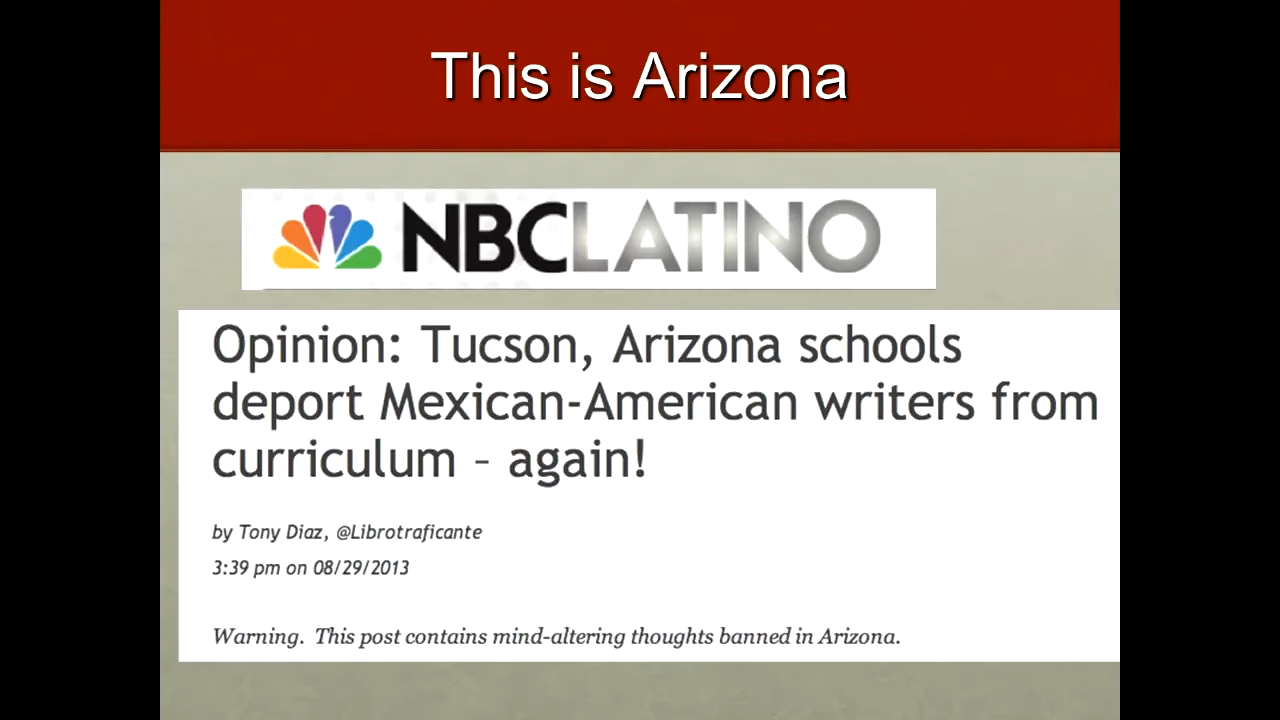 This is Arizona
NBCLATINO
Opinion: Tucson, Arizona schools
deport Mexican-American writers from
curriculum – again!
by Tony Diaz, @Librotraficante
3:39 pm on 08/29/2013
Warning. This post contains mind-altering thoughts banned in Arizona.